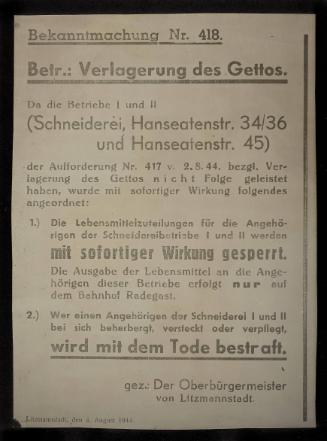 Bekanntmachung Nr. 418.
Betr.: Verlagerung des Gettos.
Da die Betriebe I und II
(Schneiderei, Hanseatenstr. 34/36
und Hanseatenstr. 45)
der Aufforderung Nr. 417 v. 2.8.44. bezgl. Ver-
lagerung des Gettos nicht Folge geleistet
haben, wurde mit sofortiger Wirkung folgendes
angeordnet:
1.) Die Lebensmittelzuteilungen für die Angehö-
rigen der Schneidereibetriebe I und II werden
mit sofortiger Wirkung gesperrt.
Die Ausgabe der Lebensmittel an die Ange-
hörigen dieser Betriebe erfolgt nur auf
dem Bahnhof Radegast.
2.) Wer einen Angehörigen der Schneiderei I und II
bei sich beherbergt, versteckt oder verpflegt,
wird mit dem Tode bestraft.
gez.: Der Oberbürgermeister
von Litzmannstadt.
Litzmannstadt, den August 1944.